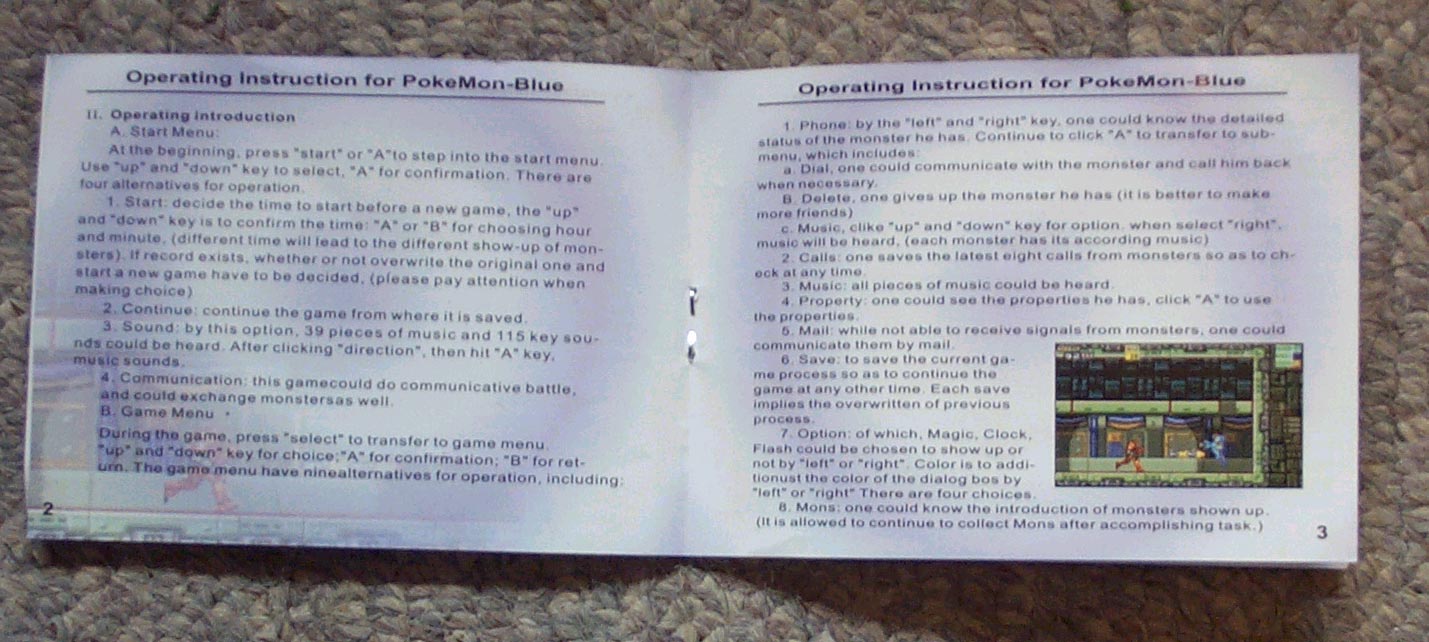 Operating Instruction for PokeMon-Blue
II. Operating introduction
A. Start Menu:
At the beginning, press "start" or "A"to step into the start menu.
Use "up" and "down" key to select, "A" for confirmation. There are
four alternatives for operation.
1. Start: decide the time to start before a new game, the "up"
and "down" key is to confirm the time: "A" or "B" for choosing hour
and minute, (different time will lead to the different show-up of mon-
sters). If record exists, whether or not overwrite the original one and
start a new game have to be decided, (please pay attention when
making choice)
2. Continue: continue the game from where it is saved.
3. Sound: by this option, 39 pieces of music and 115 key sou-
nds could be heard. After clicking "direction", then hit "A" key,
music sounds.
4. Communication: this gamecould do communicative battle,
and could exchange monstersas well.
B. Game Menu
During the game, press "select" to transfer to game menu.
"up" and "down" key for choice;"A" for confirmation; "B" for ret-
urn. The game menu have ninealternatives for operation, including:
2
Operating Instruction for PokeMon-Blue
1. Phone: by the "left" and "right" key, one could know the detailed
status of the monster he has. Continue to click "A" to transfer to sub-
menu, which includes:
a. Dial, one could communicate with the monster and call him back
when necessary.
B. Delete, one gives up the monster he has (it is better to make
more friends)
c. Music, clike "up" and "down" key for option, when select "right",
music will be heard, (each monster has its according music)
2. Calls: one saves the latest eight calls from monsters so as to ch-
eck at any time.
3. Music: all pieces of music could be heard.
4. Property: one could see the properties he has, click "A" to use
the properties.
5. Mail: while not able to receive signals from monsters, one could
communicate them by mail.
6. Save: to save the current ga-
me process so as to continue the
game at any other time. Each save
implies the overwritten of previous
process.
7. Option: of which, Magic, Clock,
Flash could be chosen to show up or
not by "left" or "right". Color is to addi-
tionust the color of the dialog bos by
"left" or "right" There are four choices.
8. Mons: one could know the introduction of monsters shown up.
(It is allowed to continue to collect Mons after accomplishing task.)
3